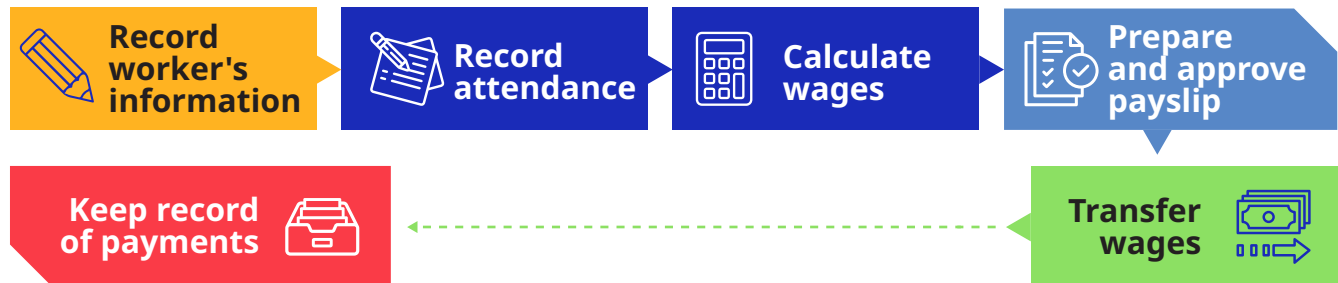 Record
worker's
information
Record
attendance
Calculate
wages
Prepare
and approve
payslip
Transfer
wages
Keep record
of payments